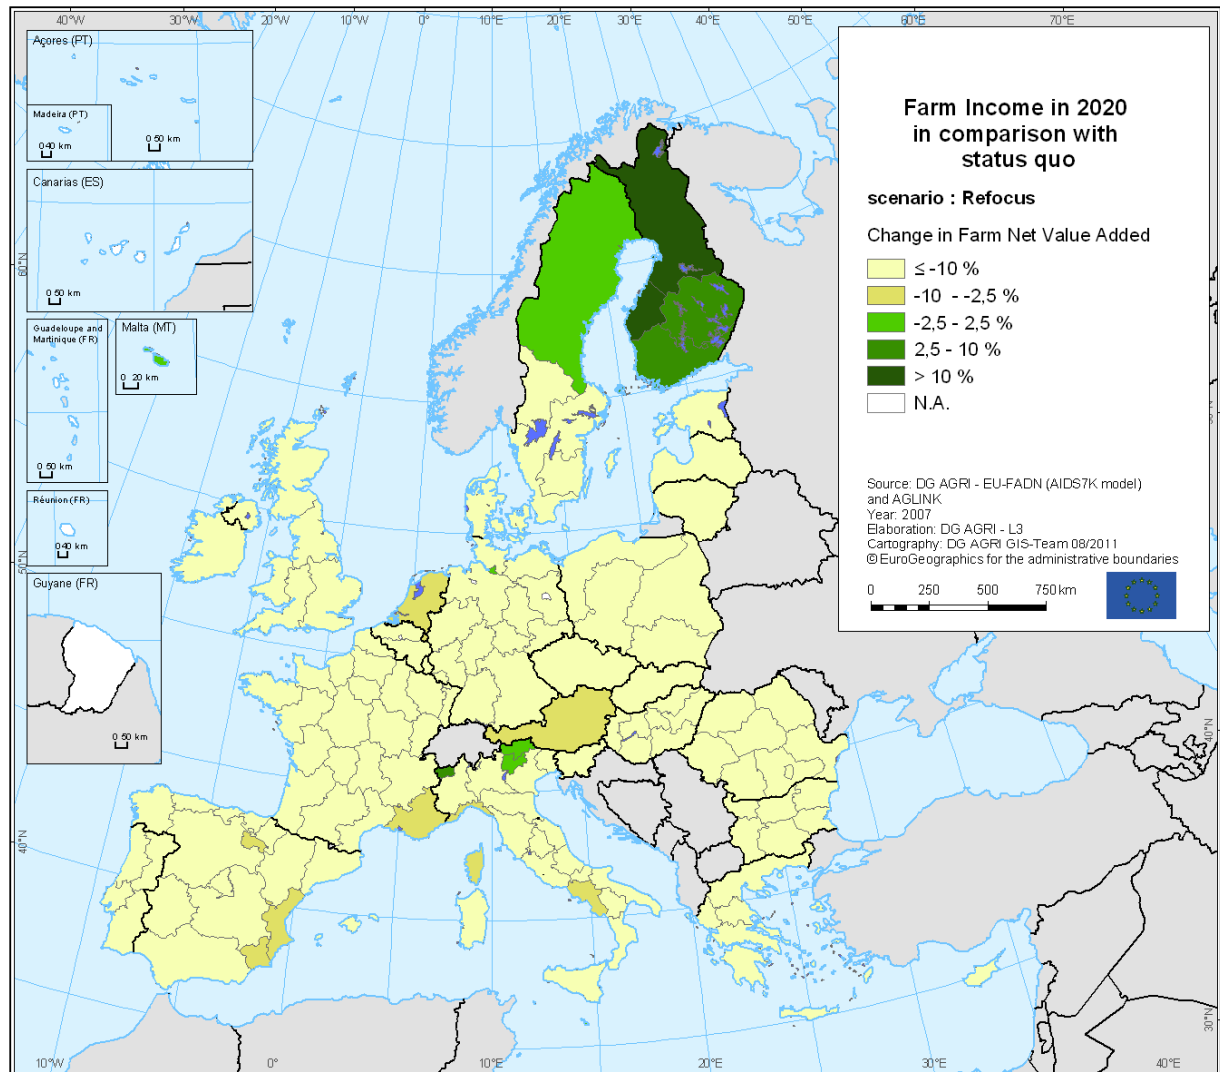 40°W
30°W
20°W
10°W
0°
10°E
20°E
30°E
40°E
50°E
60°E
70°E
Açores (PT)
Madeira (PT)
0 40 km
0 50 km
Canarias (ES)
0 50 km
Guadeloupe and
Martinique (FR)
0 50 km
Malta (MT)
0 20 km
Réunion (FR)
0 40 km
Guyane (FR)
0 50 km
Farm Income in 2020
in comparison with
status quo
scenario : Refocus
Change in Farm Net Value Added
≤ -10 %
-10 - -2,5 %
-2,5 - 2,5 %
2,5 - 10 %
> 10 %
N.A.
Source: DG AGRI - EU-FADN (AIDS7K model)
and AGLINK
Year: 2007
Elaboration: DG AGRI - L3
Cartography: DG AGRI GIS-Team 08/2011
© EuroGeographics for the administrative boundaries
0 250 500 750 km
60°N
50°N
40°N
40°N
30°N
10°W
0°
10°E
20°E
30°E
40°E